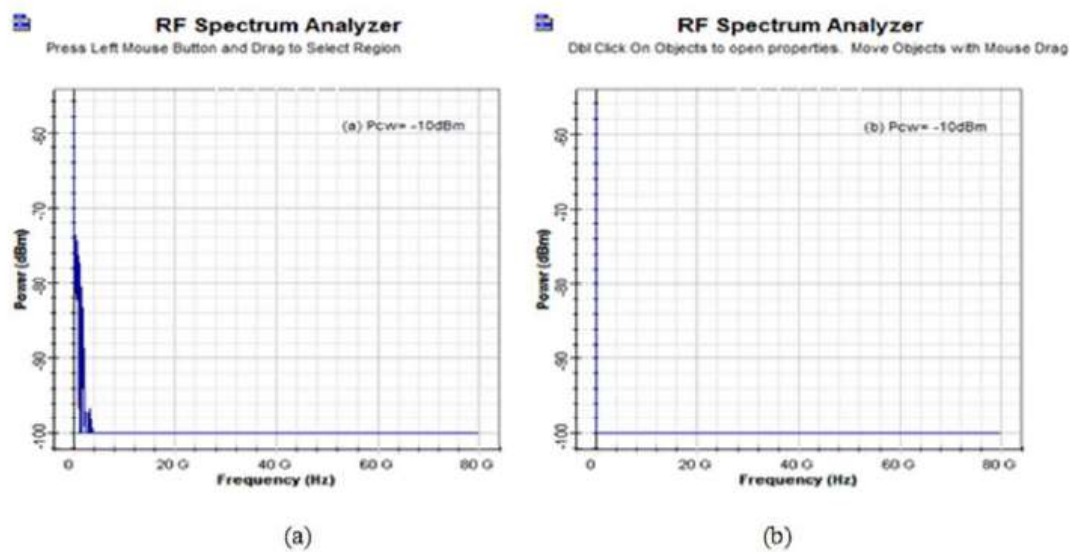 RF Spectrum Analyzer
Press Left Mouse Button and Drag to Select Region
(a) Pcw= -10dBm
Power (dBm)
-60
-70
-80
-90
-100
0 20 G 40 G 60 G 80 G
Frequency (Hz)
(a)
RF Spectrum Analyzer
Dbl Click On Objects to open properties. Move Objects with Mouse Drag
(b) Pcw= -10dBm
Power (dBm)
-60
-70
-80
-90
-100
0 20 G 40 G 60 G 80 G
Frequency (Hz)
(b)